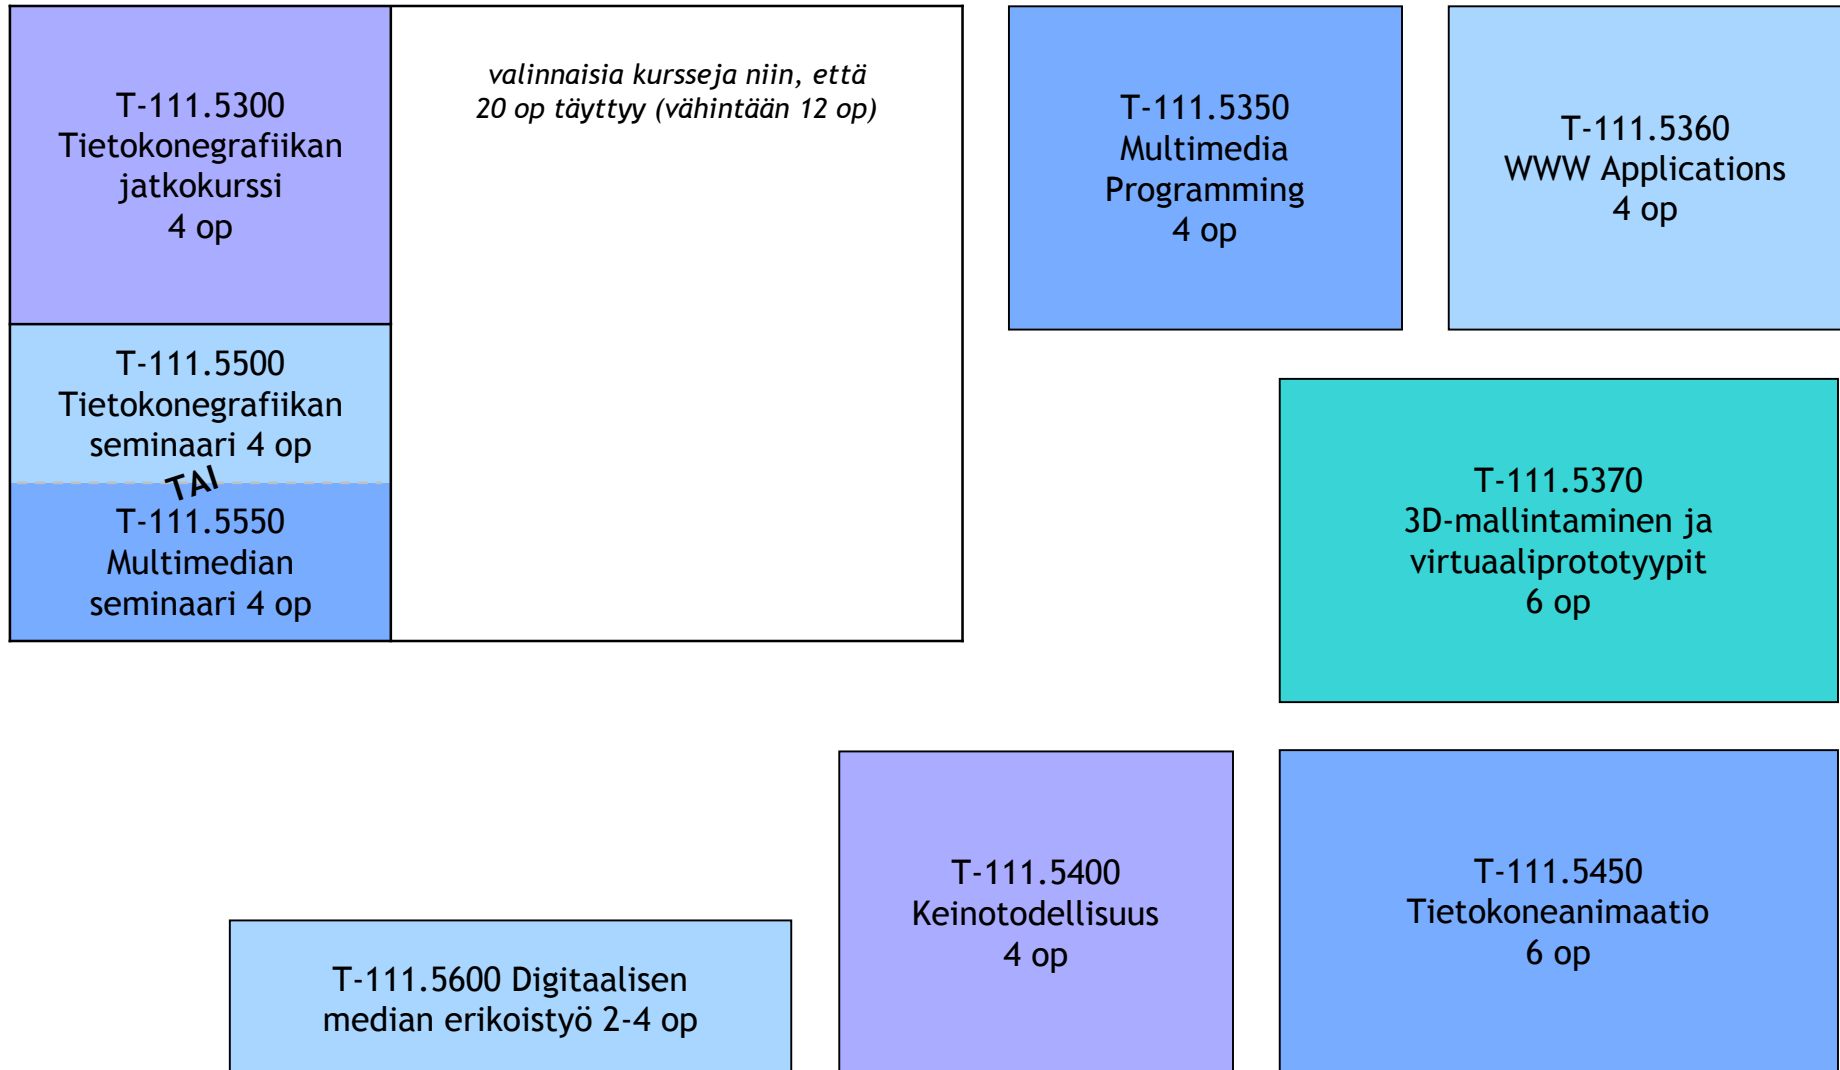 T-111.5300
Tietokonegrafiikan
jatkokurssi
4 op
valinnaisia kursseja niin, että
20 op täyttyy (vähintään 12 op)
T-111.5350
Multimedia
Programming
4 op
T-111.5360
WWW Applications
4 op
T-111.5500
Tietokonegrafiikan
seminaari 4 op
TAI
T-111.5550
Multimedian
seminaari 4 op
T-111.5370
3D-mallintaminen ja
virtuaaliprototyypit
6 op
T-111.5400
Keinotodellisuus
4 op
T-111.5450
Tietokoneanimaatio
6 op
T-111.5600 Digitaalisen
median erikoistyö 2-4 op